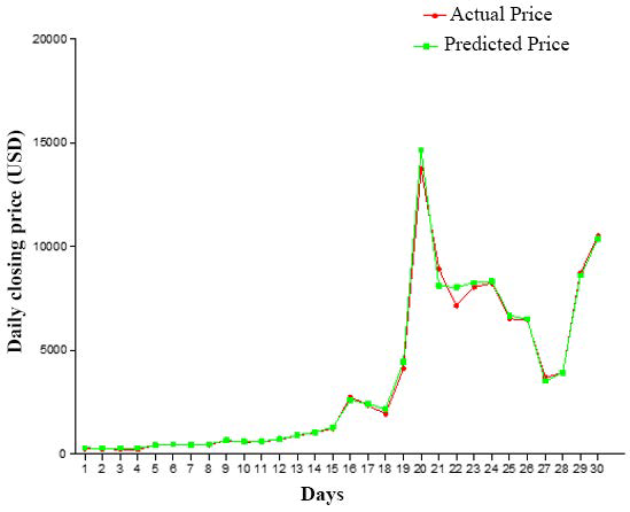 Actual Price
Predicted Price
20000
15000
10000
5000
0
Daily closing price (USD)
1 2 3 4 5 6 7 8 9 10 11 12 13 14 15 16 17 18 19 20 21 22 23 24 25 26 27 28 29 30
Days